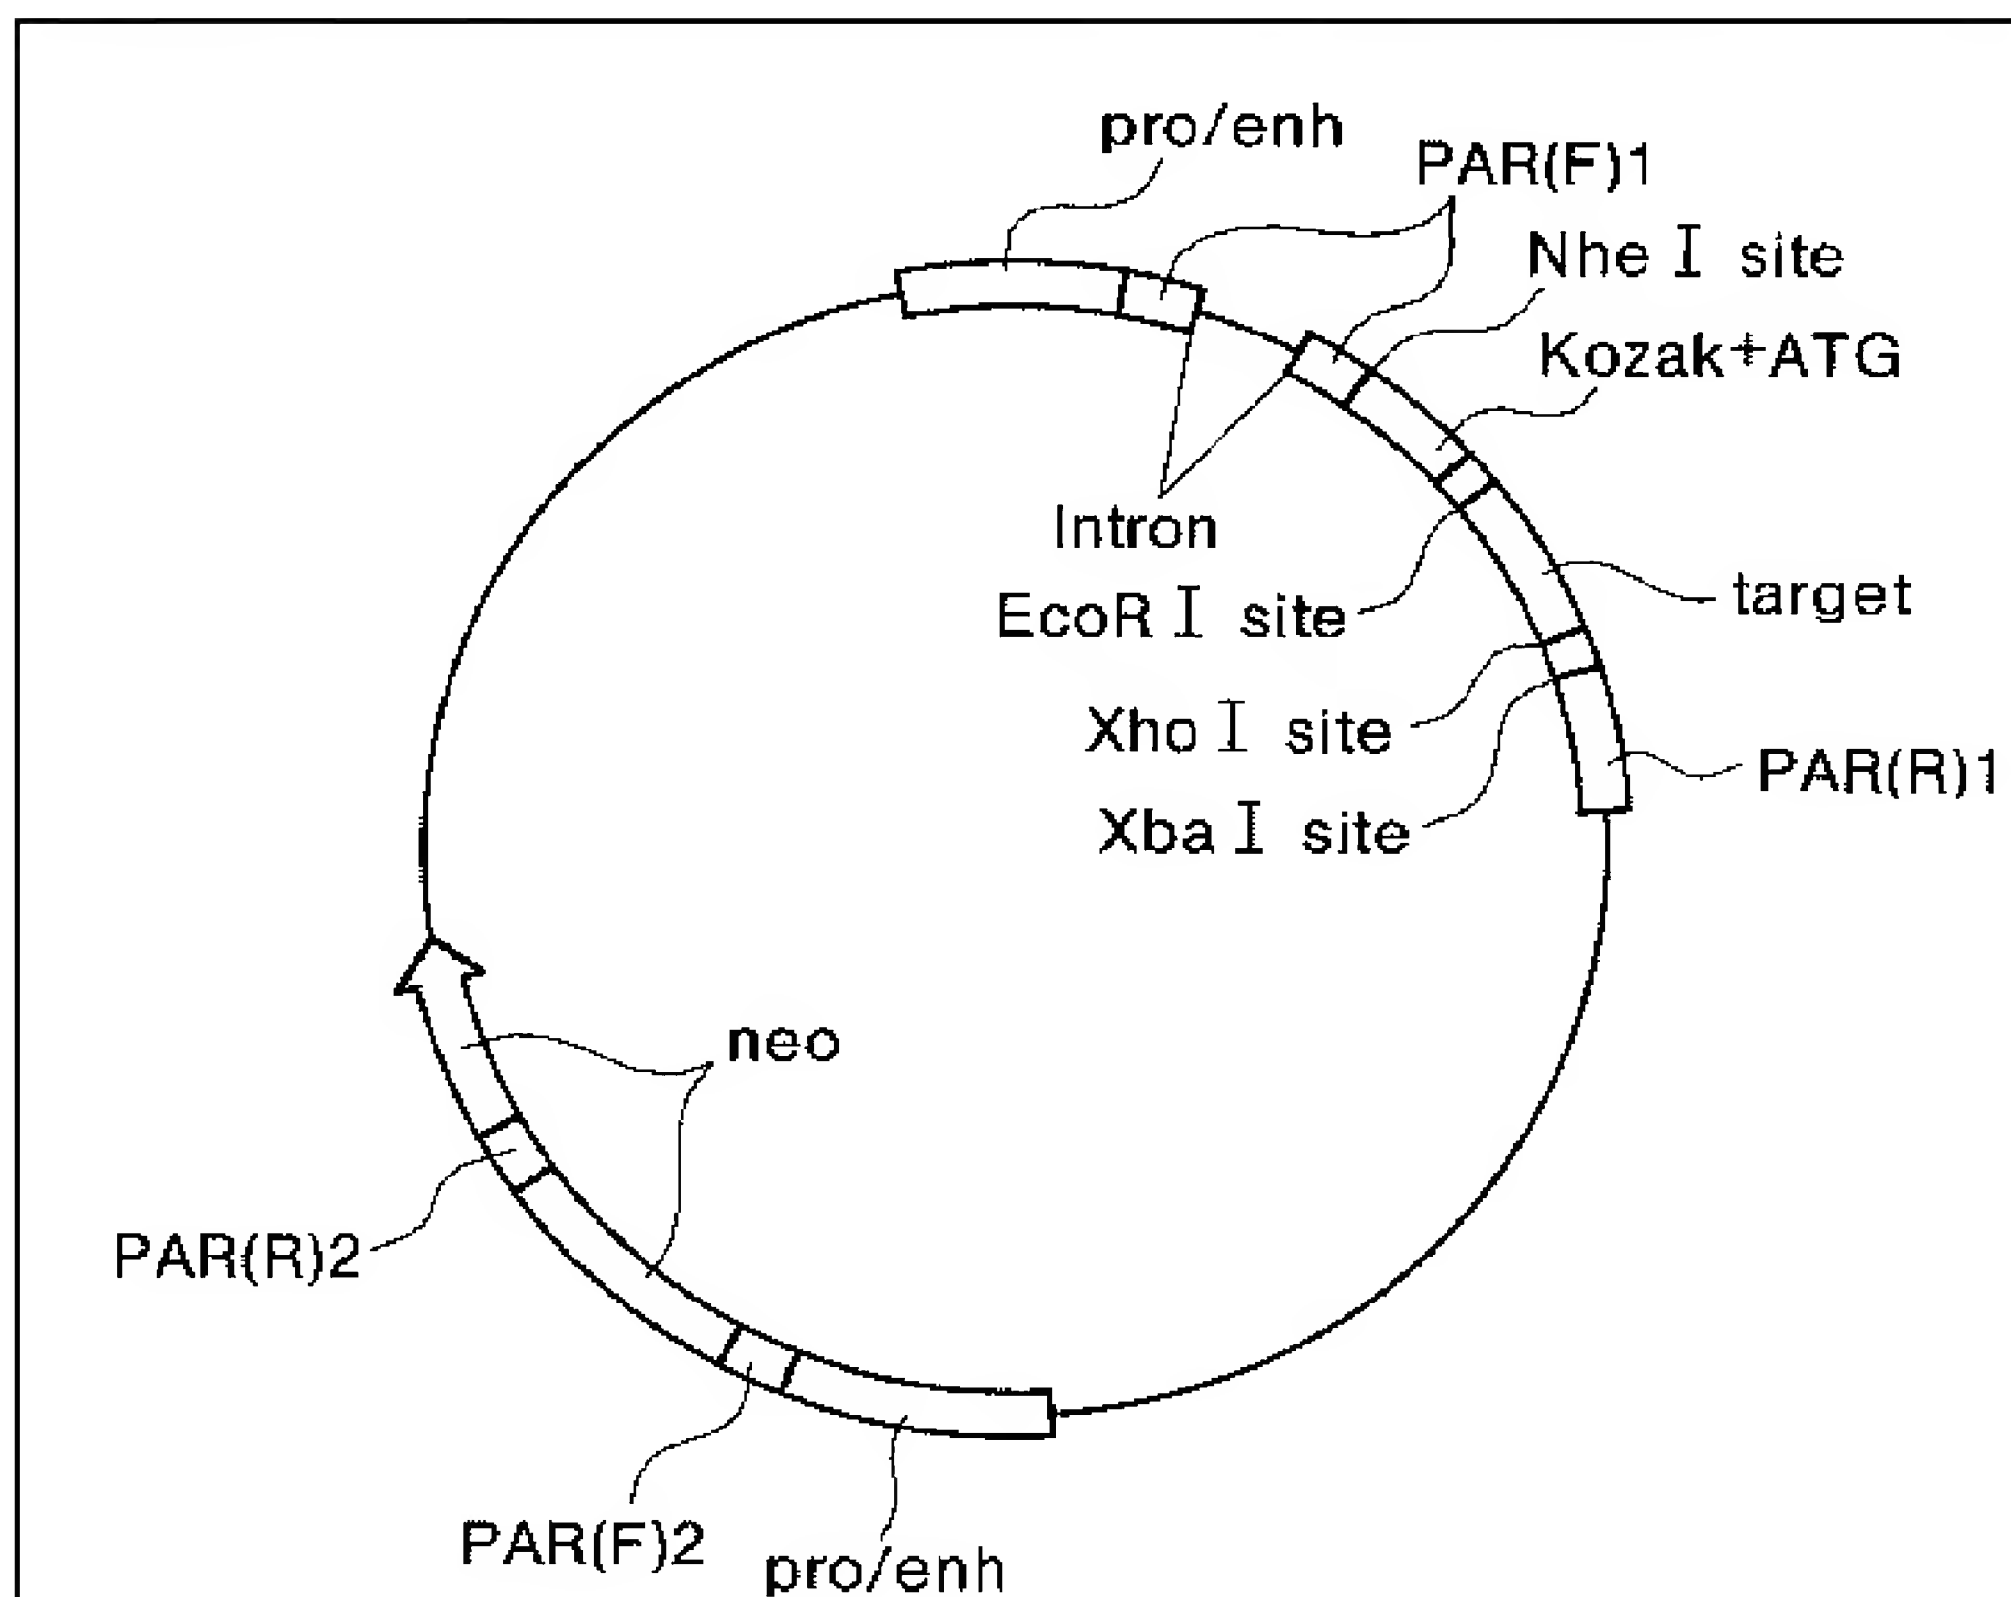 pro/enh
PAR(F)1
Nhe I site
Kozak+ATG
Intron
EcoR I site
target
Xho I site
PAR(R)1
Xba I site
neo
PAR(R)2
PAR(F)2
pro/enh